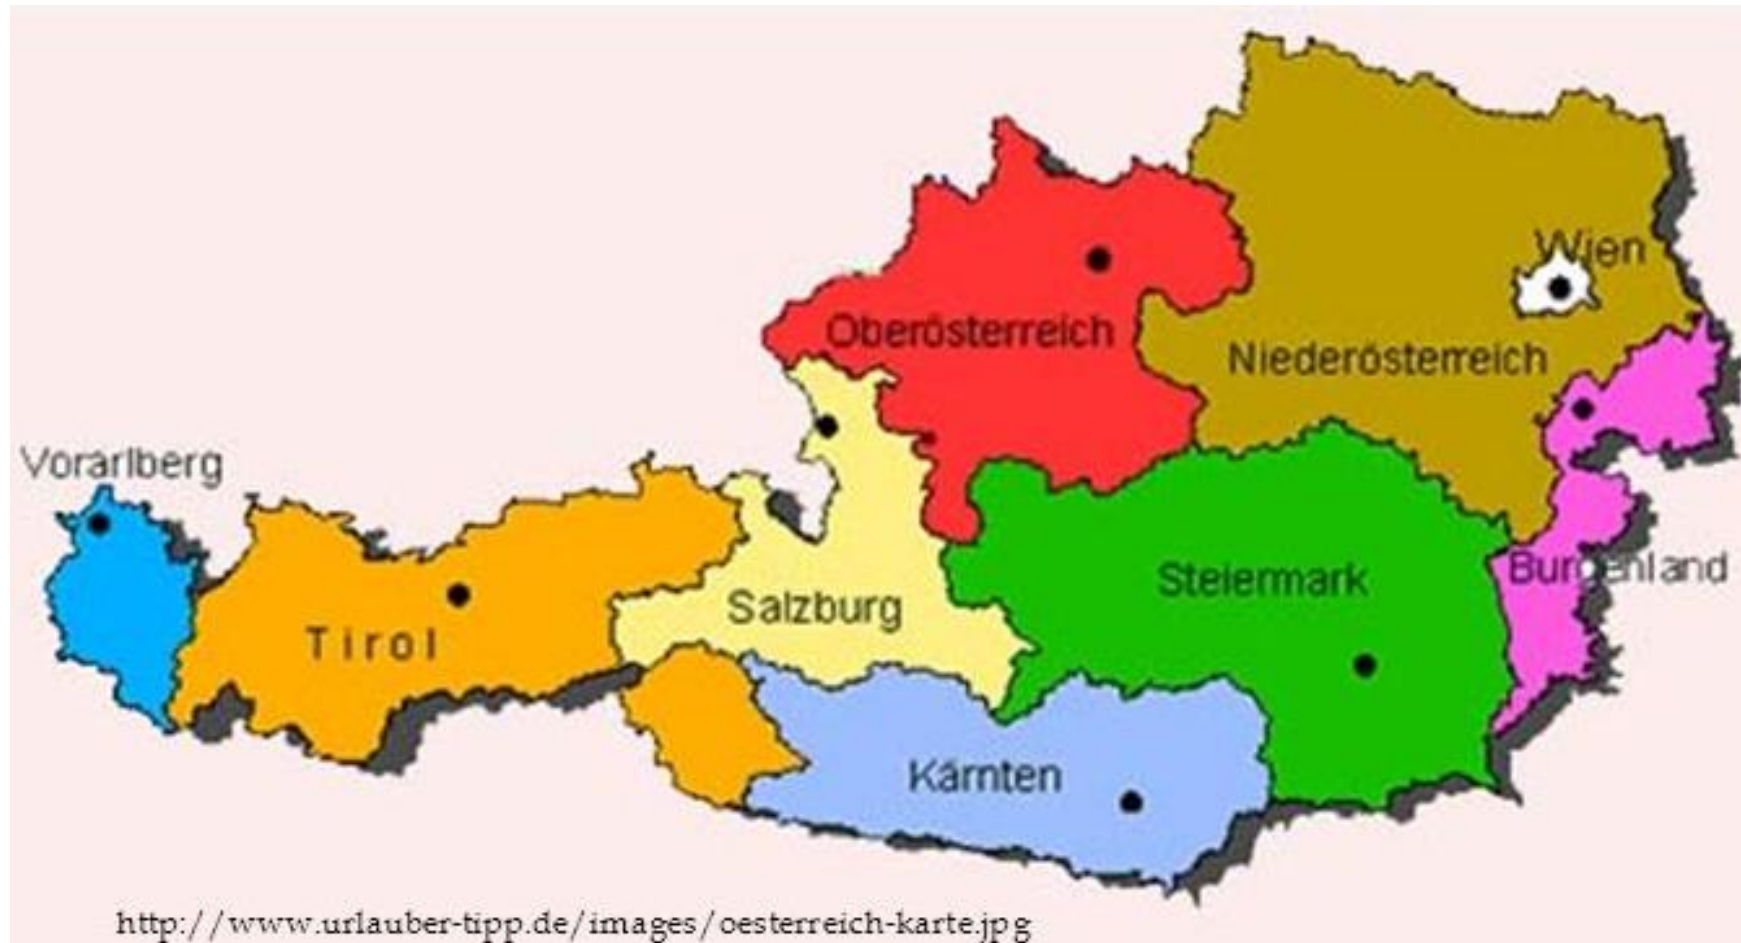 Wien
Oberösterreich
Niederösterreich
Vorarlberg
Burgenland
Steiermark
Salzburg
Tirol
Kärnten
http://www.urlauber-tipp.de/images/oesterreich-karte.jpg